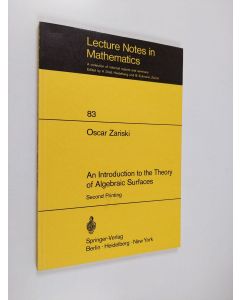 Lecture Notes in
Mathematics
A collection of informal reports and seminars
Edited by A. Dold, Heidelberg and B. Eckmann, Zürich
83
Oscar Zariski
An Introduction to the Theory
of Algebraic Surfaces
Second Printing
Springer-Verlag
Berlin · Heidelberg · New York